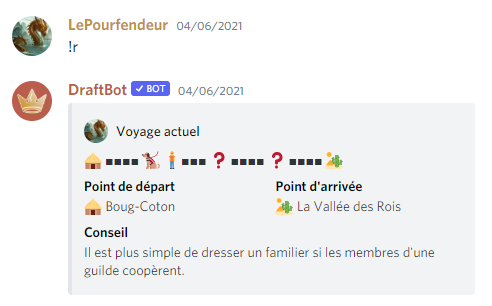 LePourfendeur 04/06/2021
!r
DraftBot ✓ BOT 04/06/2021
Voyage actuel
❓ ❓
Point de départ Point d'arrivée
Boug-Coton La Vallée des Rois
Conseil
Il est plus simple de dresser un familier si les membres d'une
guilde coopèrent.